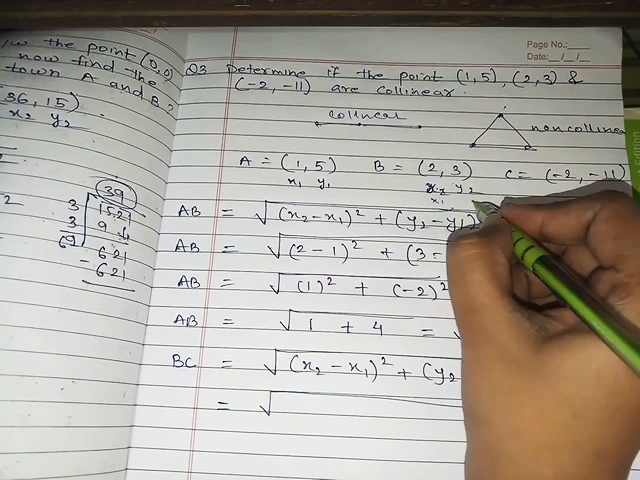 the point (0,0)
now find the
town A and B,
36, 15)
x₂ y₂
39
3 | 15,21
3 | 9 ↓
69 | 621
- 621
2
Page No.:
Date: / /
Q3 Determine if the point (1,5), (2,3) &
(-2, -11) are collinear.
collinear
noncollinea
A = (1,5) B = (2,3) C = (-2, -11)
x₁ y₁ x₂ y₂
x₁
AB = √(x₂-x₁)² + (y₂-y₁)
AB = √(2-1)² + (3-
AB = √(1)² + (-2)²
AB = √1 + 4 = √
BC = √(x₂-x₁)² + (y₂
= √